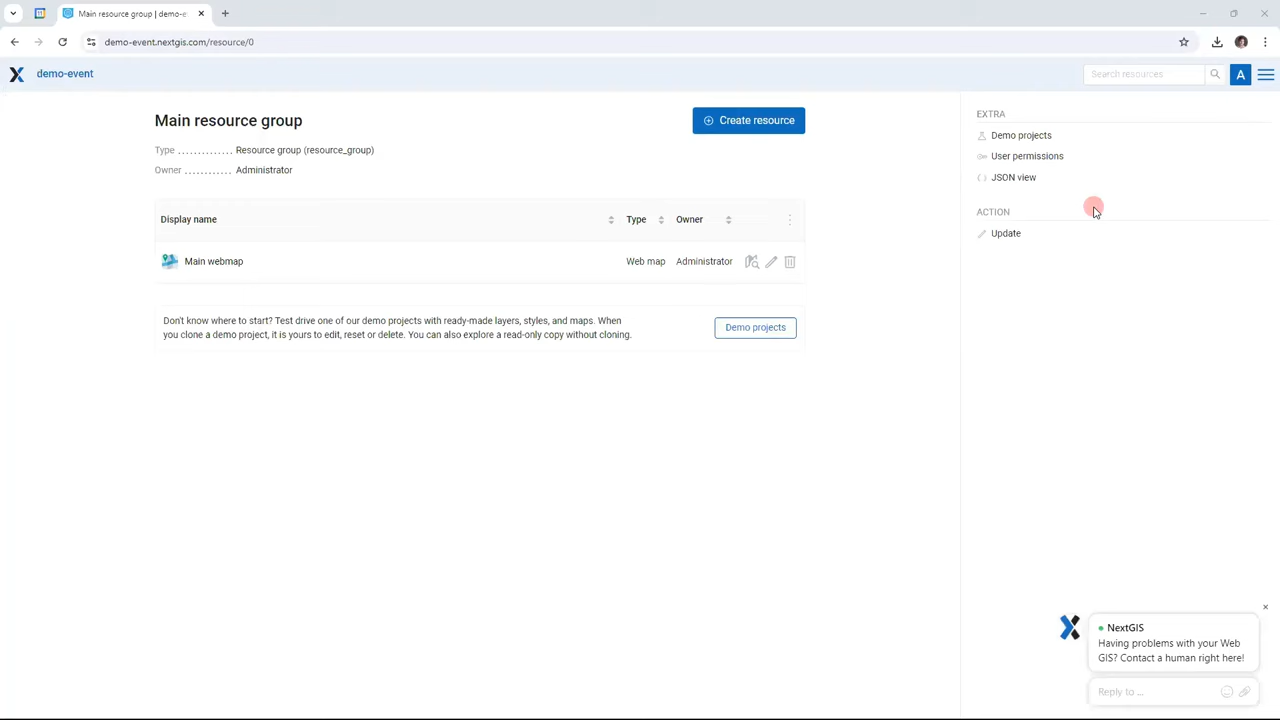 Main resource group | demo-e
demo-event.nextgis.com/resource/0
demo-event
Search resources
A
Main resource group
Create resource
Type ............. Resource group (resource_group)
Owner ............ Administrator
Display name Type Owner
Main webmap Web map Administrator
Don't know where to start? Test drive one of our demo projects with ready-made layers, styles, and maps. When
you clone a demo project, it is yours to edit, reset or delete. You can also explore a read-only copy without cloning.
Demo projects
EXTRA
Demo projects
User permissions
JSON view
ACTION
Update
NextGIS
Having problems with your Web
GIS? Contact a human right here!
Reply to ...